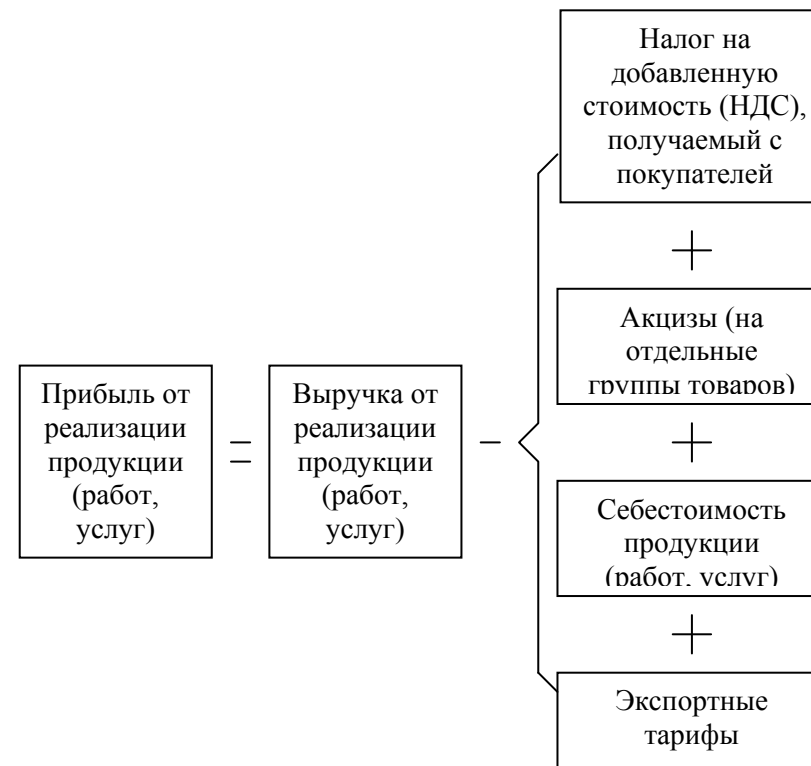 Налог на
добавленную
стоимость (НДС),
получаемый с
покупателей
+
Акцизы (на
отдельные
группы товаров)
Прибыль от
реализации
продукции
(работ,
услуг)
=
Выручка от
реализации
продукции
(работ,
услуг)
−
+
Себестоимость
продукции
(работ, услуг)
+
Экспортные
тарифы